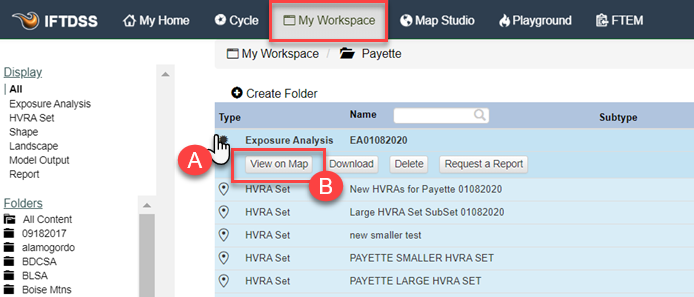 IFTDSS My Home Cycle My Workspace Map Studio Playground FTEM
My Workspace / Payette
Display
All
Exposure Analysis
HVRA Set
Shape
Landscape
Model Output
Report
Folders
All Content
09182017
alamogordo
BDCSA
BLSA
Boise Mtns
Create Folder
Type Name Subtype
Exposure Analysis EA01082020
A View on Map Download Delete Request a Report
B
HVRA Set New HVRAs for Payette 01082020
HVRA Set Large HVRA Set SubSet 01082020
HVRA Set new smaller test
HVRA Set PAYETTE SMALLER HVRA SET
HVRA Set PAYETTE LARGE HVRA SET